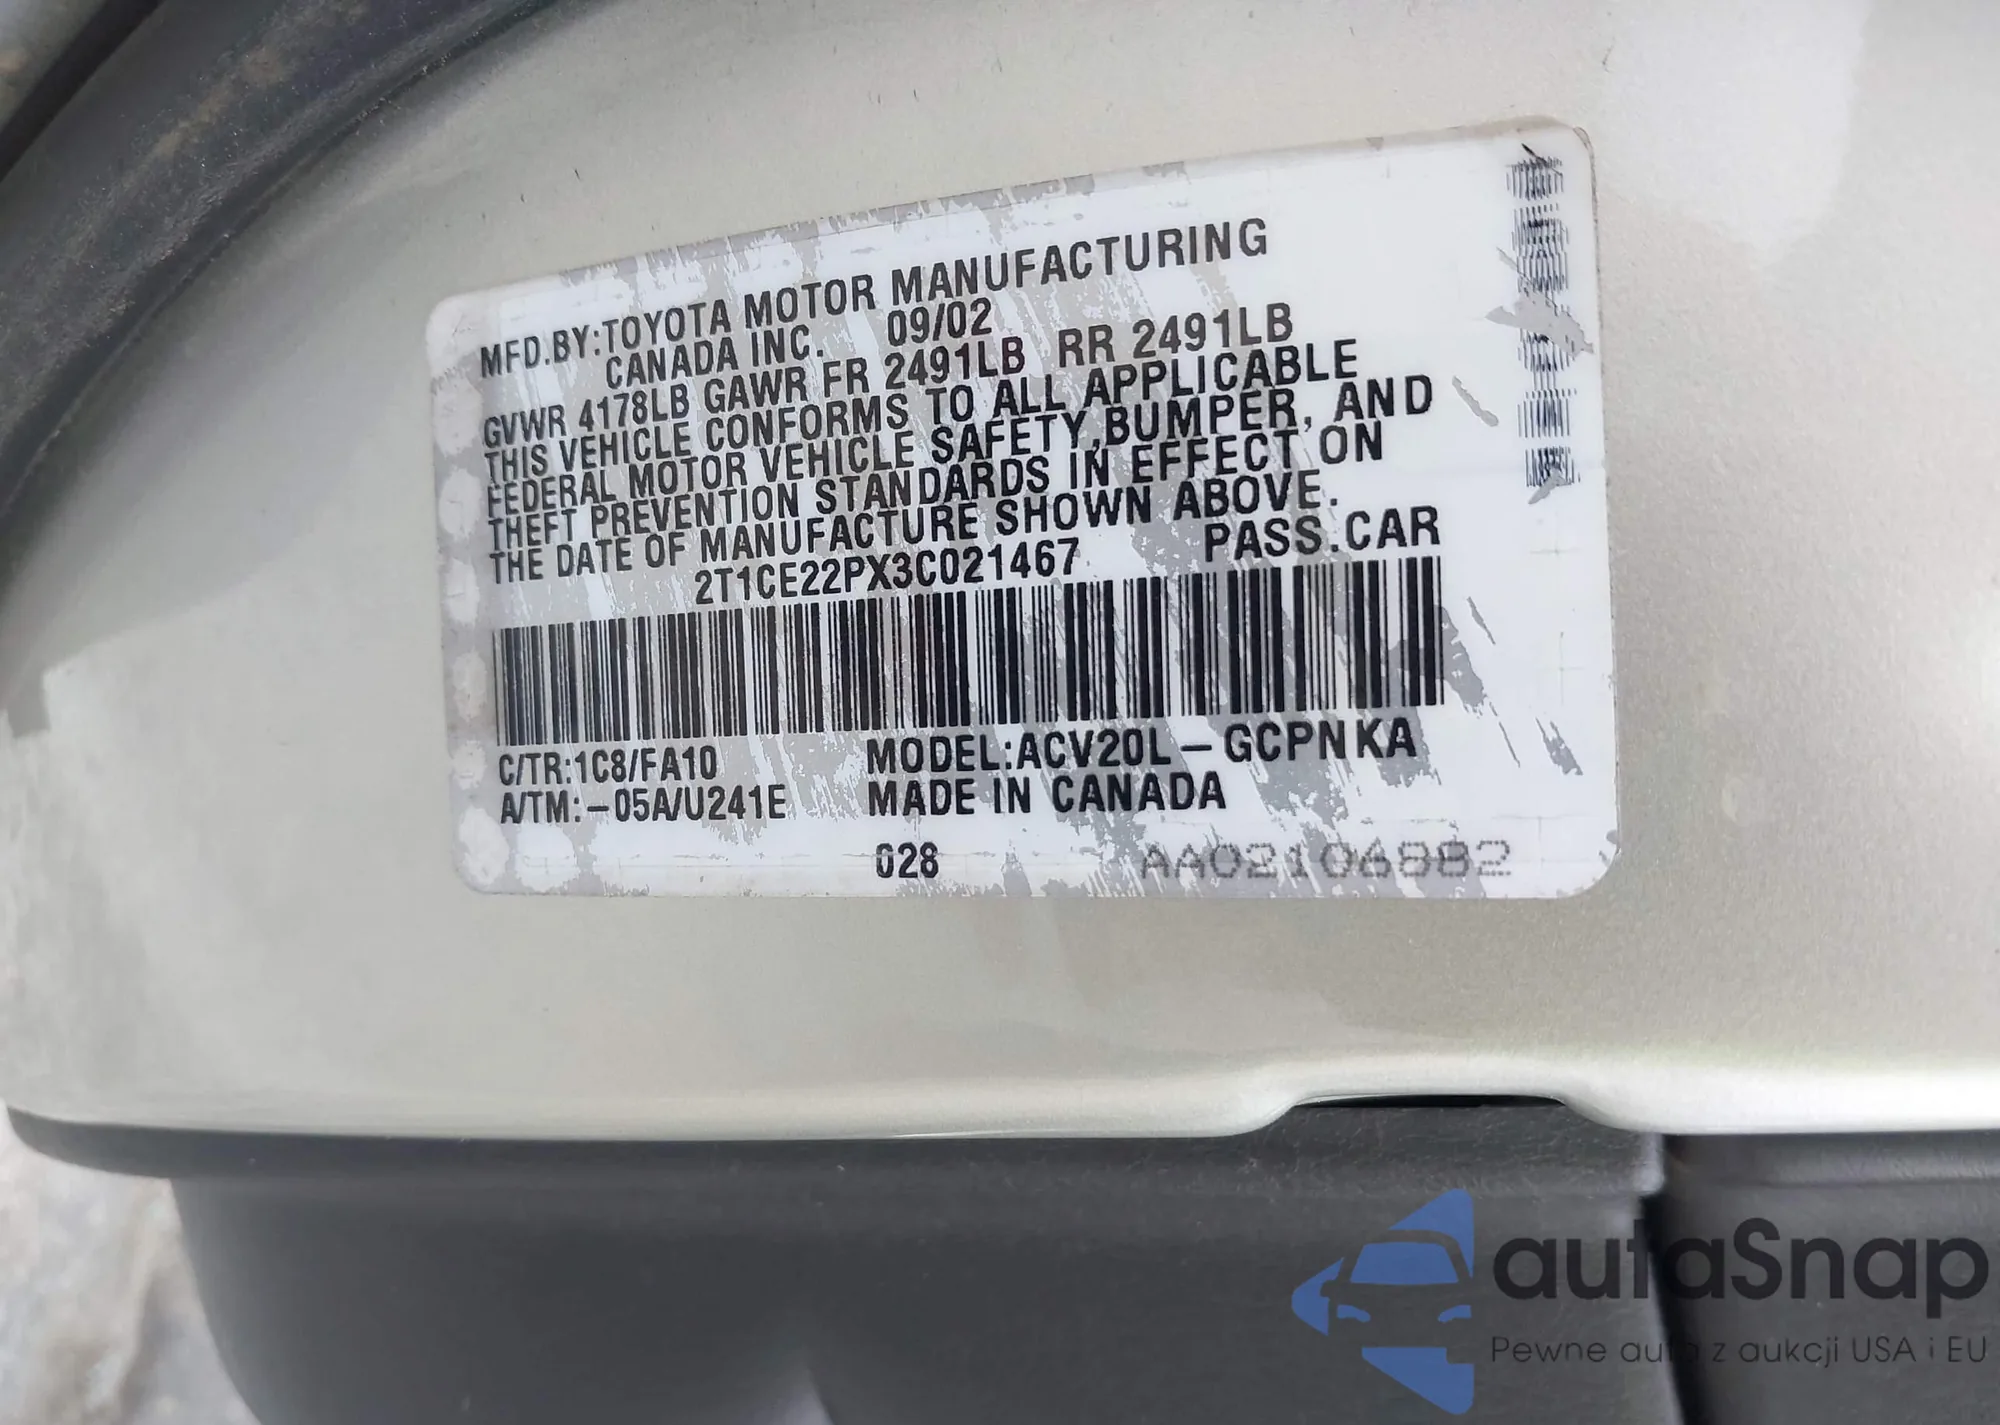 MFD.BY:TOYOTA MOTOR MANUFACTURING
CANADA INC. 09/02
GVWR 4178LB GAWR FR 2491LB RR 2491LB
THIS VEHICLE CONFORMS TO ALL APPLICABLE
FEDERAL MOTOR VEHICLE SAFETY,BUMPER, AND
THEFT PREVENTION STANDARDS IN EFFECT ON
THE DATE OF MANUFACTURE SHOWN ABOVE.
2T1CE22PX3C021467 PASS.CAR
C/TR:1C8/FA10 MODEL:ACV20L-GCPNKA
A/TM:-05A/U241E MADE IN CANADA
028 AA02106882
autaSnap
Pewne auta z aukcji USA i EU